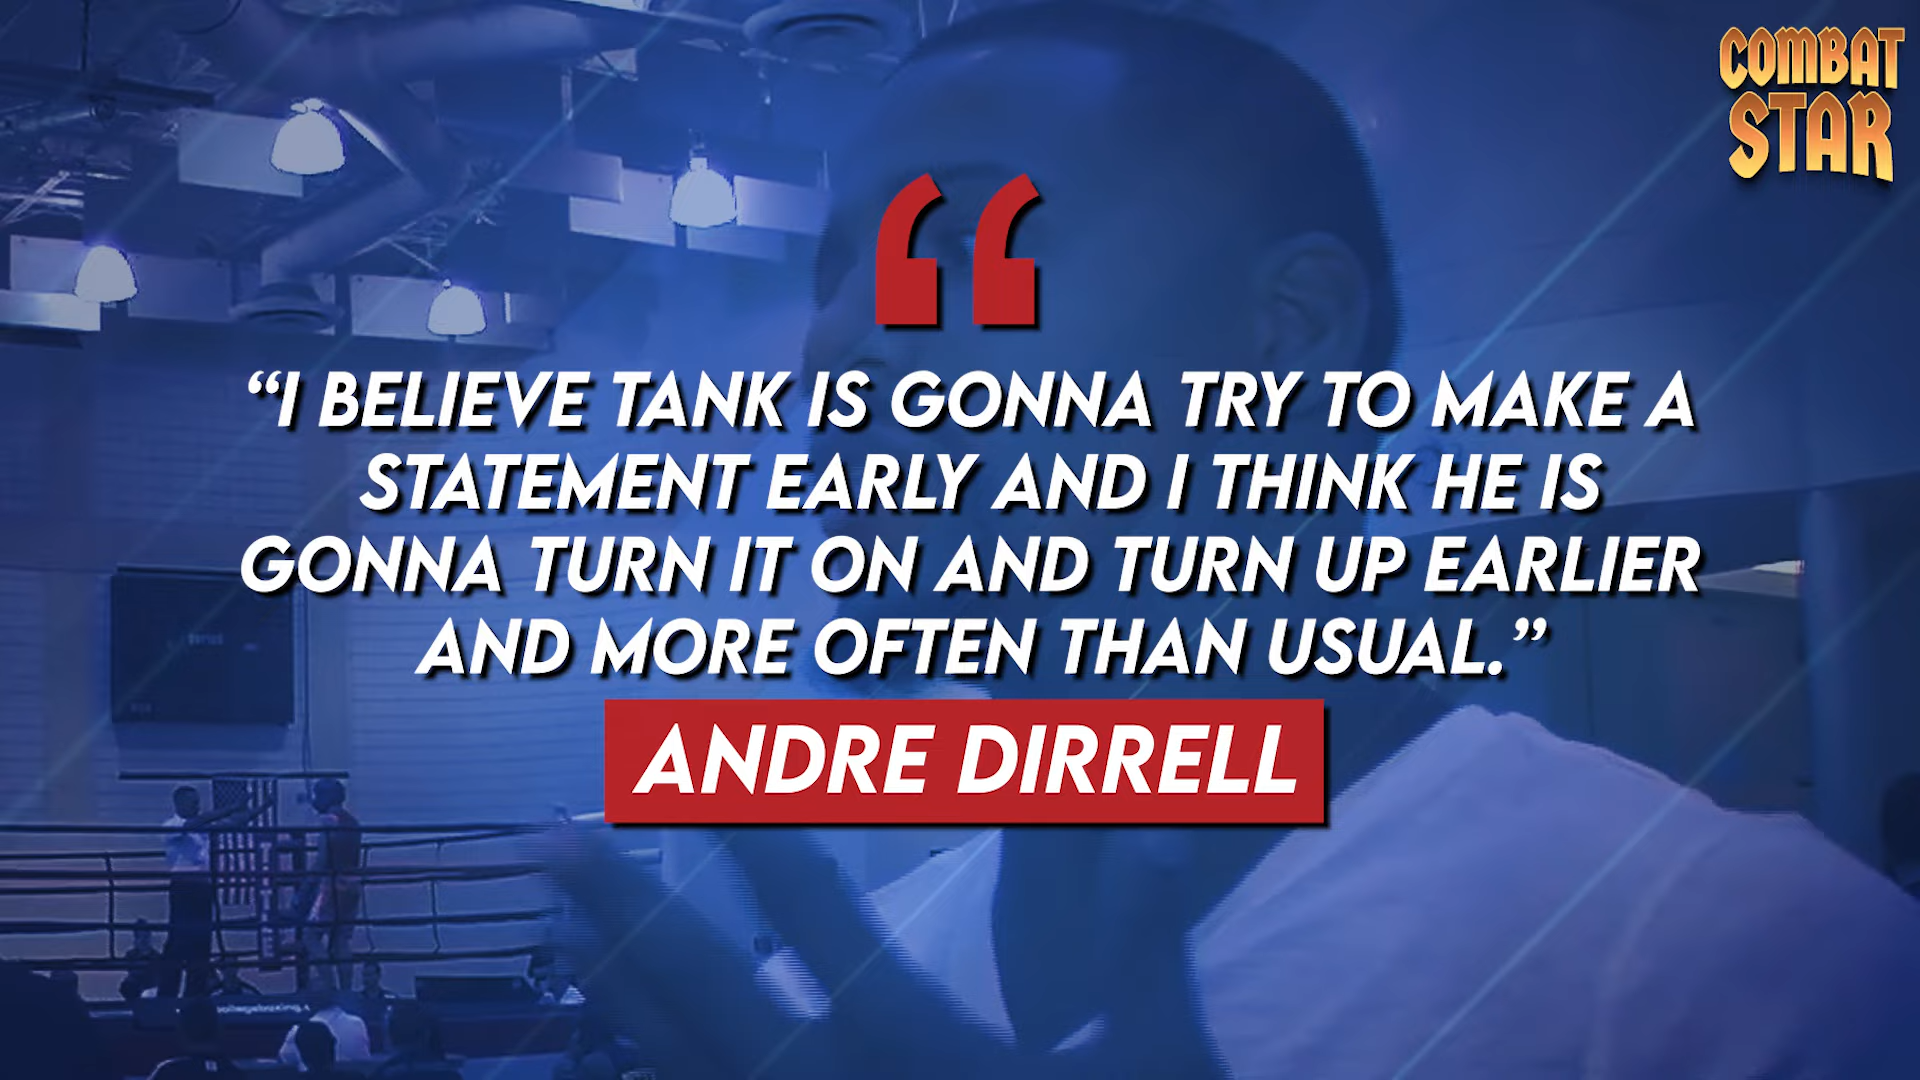 COMBAT
STAR
“I BELIEVE TANK IS GONNA TRY TO MAKE A
STATEMENT EARLY AND I THINK HE IS
GONNA TURN IT ON AND TURN UP EARLIER
AND MORE OFTEN THAN USUAL.”
ANDRE DIRRELL